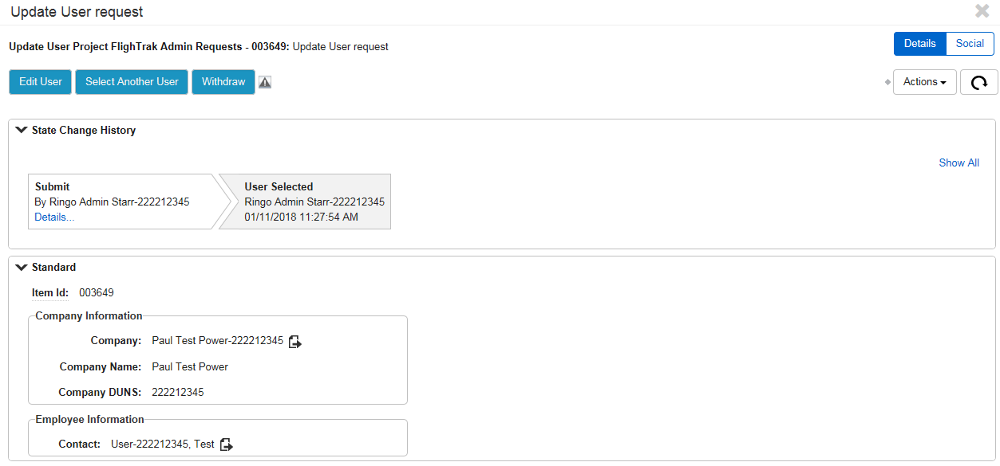 Update User request
Update User Project FlighTrak Admin Requests - 003649: Update User request
Details Social
Edit User Select Another User Withdraw
Actions
State Change History
Show All
Submit
By Ringo Admin Starr-222212345
Details...
User Selected
Ringo Admin Starr-222212345
01/11/2018 11:27:54 AM
Standard
Item Id: 003649
Company Information
Company: Paul Test Power-222212345
Company Name: Paul Test Power
Company DUNS: 222212345
Employee Information
Contact: User-222212345, Test